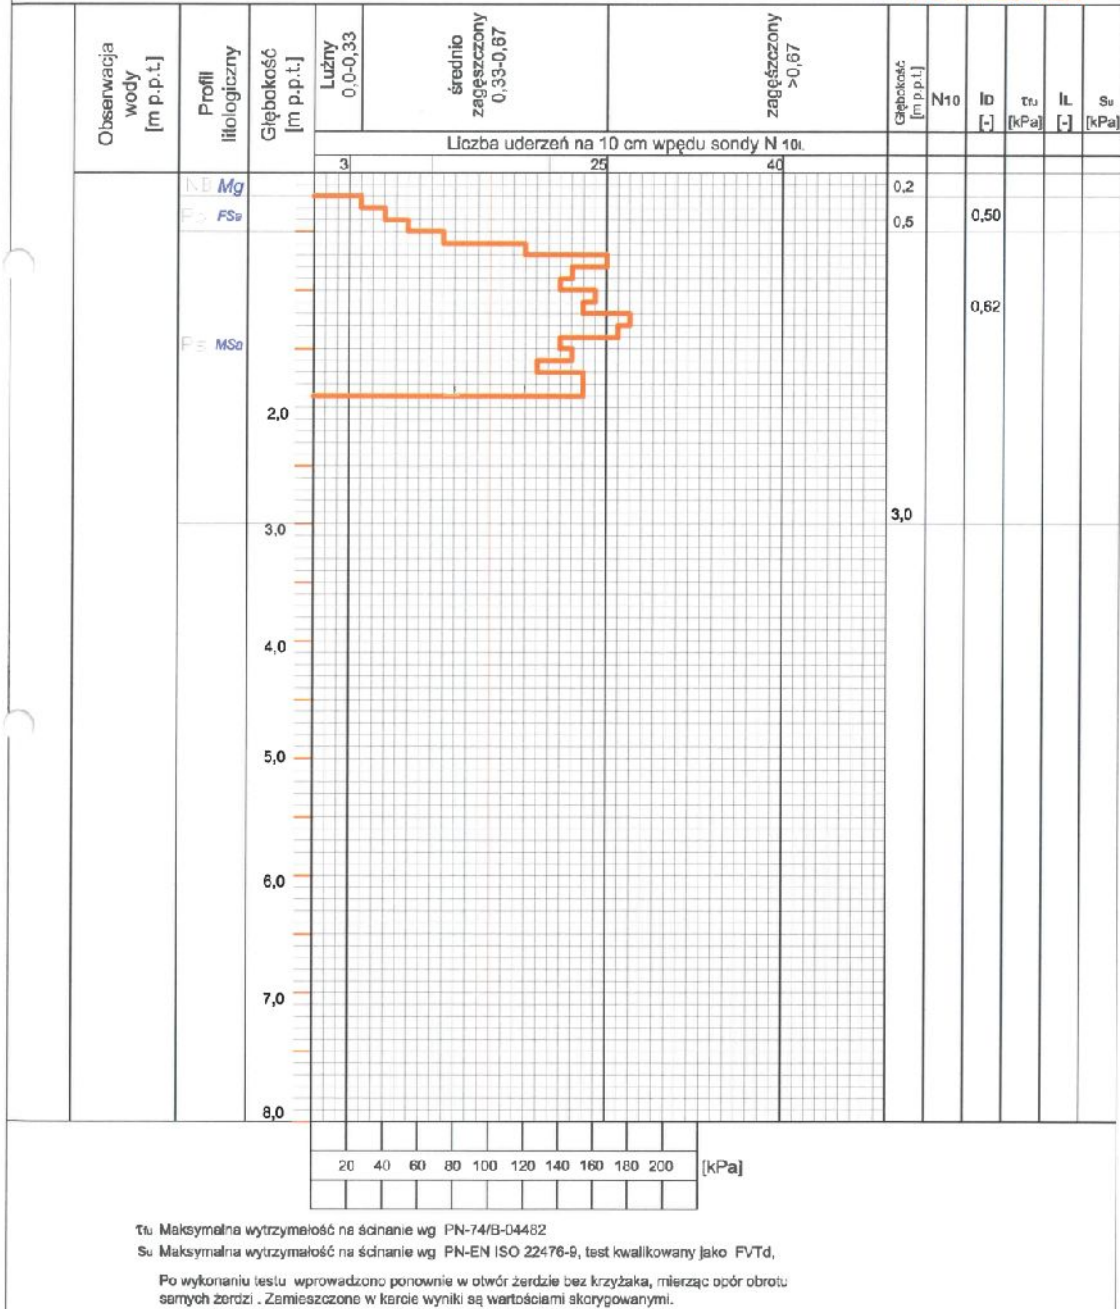 Obserwacja
wody
[m p.p.t.]
Profil
litologiczny
Głębokość
[m p.p.t.]
Luźny
0,0-0,33
średnio
zagęszczony
0,33-0,67
zagęszczony
>0,67
Głębokość
[m p.p.t.]
N10
ID
[-]
τfu
[kPa]
IL
[-]
Su
[kPa]
Liczba uderzeń na 10 cm wpędu sondy N 10L
3 25 40
NB Mg 0,2
FSa 0,5 0,50
0,62
Ps MSa
2,0
3,0
3,0
4,0
5,0
6,0
7,0
8,0
20 40 60 80 100 120 140 160 180 200 [kPa]
τfu Maksymalna wytrzymałość na ścinanie wg PN-74/B-04482
Su Maksymalna wytrzymałość na ścinanie wg PN-EN ISO 22476-9, test kwalikowany jako FVTd,
Po wykonaniu testu wprowadzono ponownie w otwór żerdzie bez krzyżaka, mierząc opór obrotu
samych żerdzi . Zamieszczone w karcie wyniki są wartościami skorygowanymi.